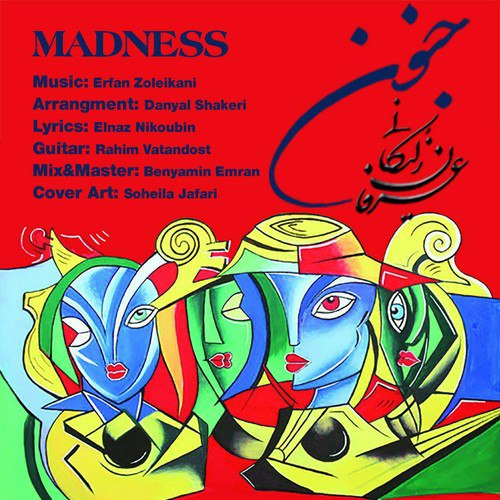 MADNESS
Music: Erfan Zoleikani
Arrangment: Danyal Shakeri
Lyrics: Elnaz Nikoubin
Guitar: Rahim Vatandost
Mix&Master: Benyamin Emran
Cover Art: Soheila Jafari
جنون
عرفان زلیکانی